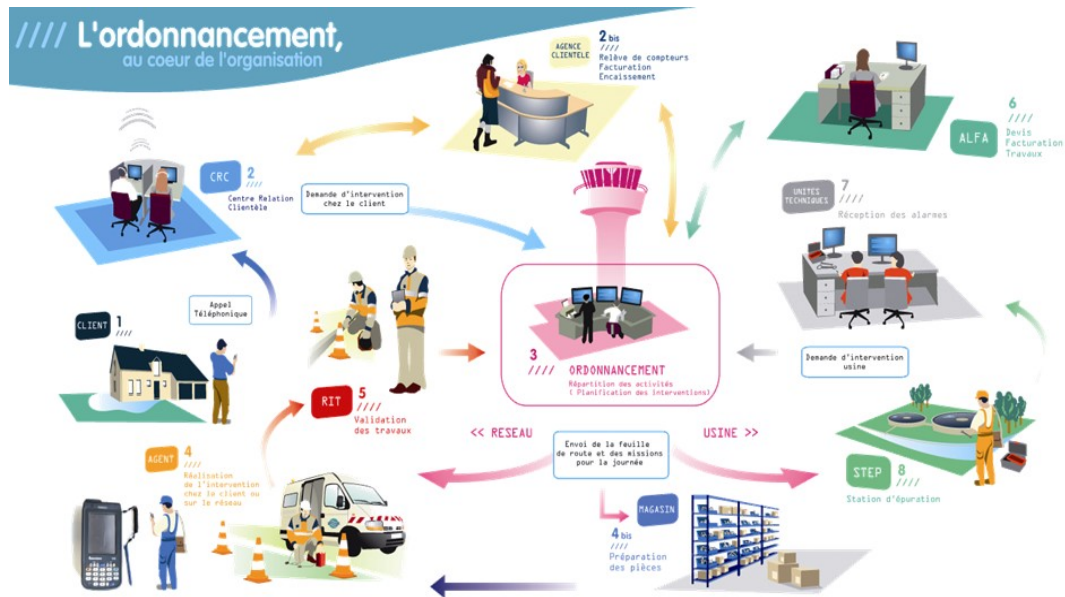 //// L'ordonnancement,
au coeur de l'organisation
AGENCE
CLIENTELE
2 bis
////
Relève de compteurs
Facturation
Encaissement
6
////
ALFA
Devis
Facturation
Travaux
CRC
2
////
Centre Relation
Clientèle
Demande d'intervention
chez le client
UNITES
TECHNIQUES
7
////
Réception des alarmes
Appel
Téléphonique
CLIENT
1
////
3
////
ORDONNANCEMENT
Répartition des activités
( Planification des Interventions)
Demande d'intervention
usine
RIT
5
////
Validation
des travaux
<< RESEAU
USINE >>
Envoi de la feuille
de route et des missions
pour la journée
AGENT
4
////
Réalination
de l'intervention
chez la client ou
sur le réseau
STEP
8
////
Station d'épuration
MAGASIN
4 bis
////
Préparation
des pièces